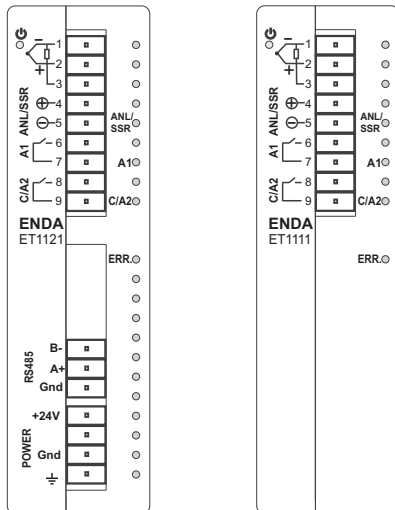 1
2
3
ANL/SSR
4
5
ANL/
SSR
A1
6
7
A1
C/A2
8
9
C/A2
ENDA
ET1121
ERR.
RS485
B-
A+
Gnd
POWER
+24V
Gnd
1
2
3
ANL/SSR
4
5
ANL/
SSR
A1
6
7
A1
C/A2
8
9
C/A2
ENDA
ET1111
ERR.